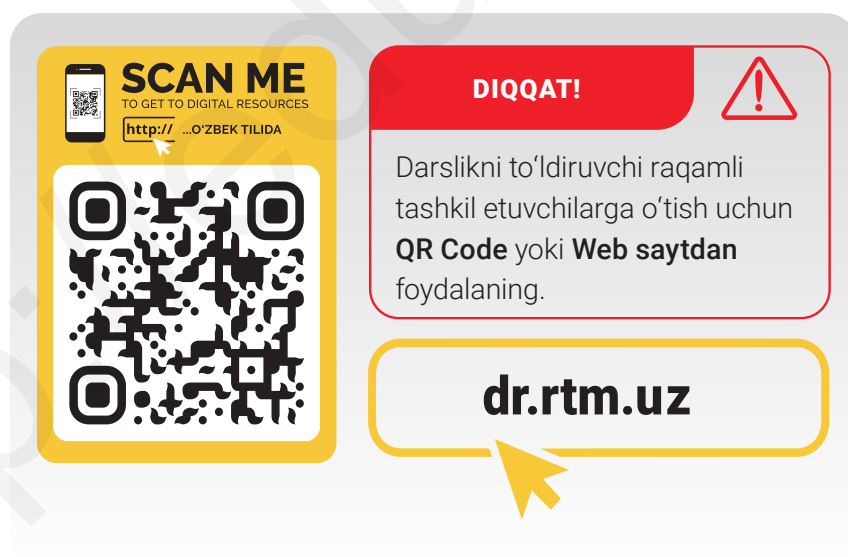 SCAN ME
TO GET TO DIGITAL RESOURCES
http:// ...O'ZBEK TILIDA
DIQQAT!
Darslikni to‘ldiruvchi raqamli
tashkil etuvchilarga o‘tish uchun
QR Code yoki Web saytdan
foydalaning.
dr.rtm.uz